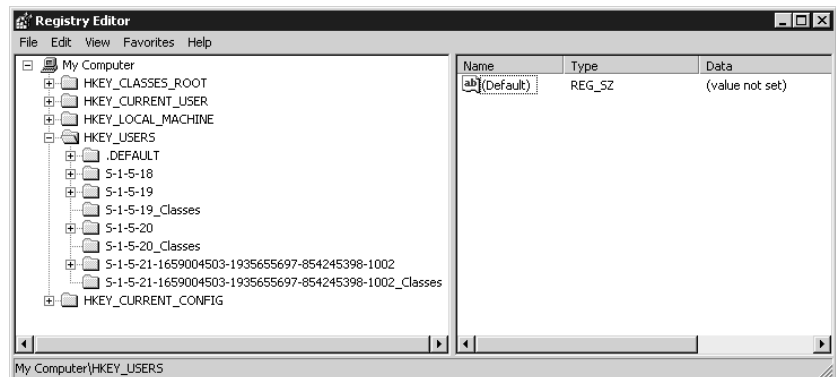 Registry Editor
File Edit View Favorites Help
My Computer
HKEY_CLASSES_ROOT
HKEY_CURRENT_USER
HKEY_LOCAL_MACHINE
HKEY_USERS
.DEFAULT
S-1-5-18
S-1-5-19
S-1-5-19_Classes
S-1-5-20
S-1-5-20_Classes
S-1-5-21-1659004503-1935655697-854245398-1002
S-1-5-21-1659004503-1935655697-854245398-1002_Classes
HKEY_CURRENT_CONFIG
Name Type Data
ab (Default) REG_SZ (value not set)
My Computer\HKEY_USERS